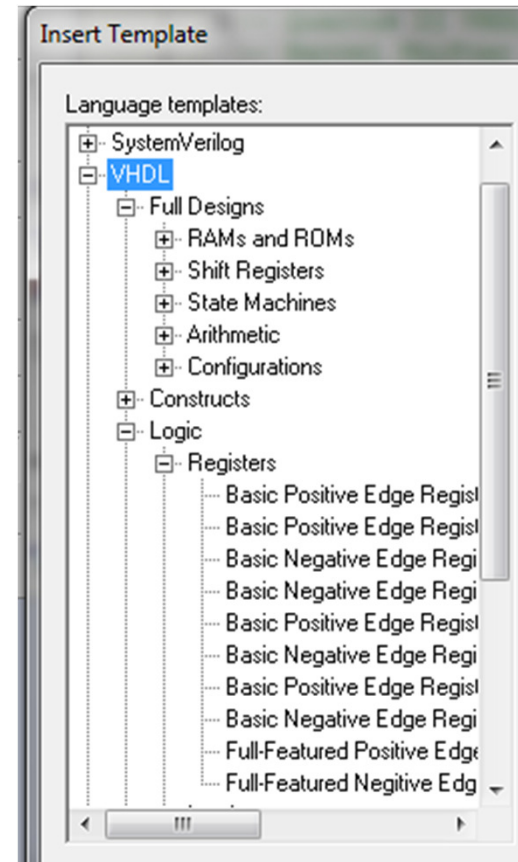 Insert Template
Language templates:
SystemVerilog
VHDL
Full Designs
RAMs and ROMs
Shift Registers
State Machines
Arithmetic
Configurations
Constructs
Logic
Registers
Basic Positive Edge Regist
Basic Positive Edge Regist
Basic Negative Edge Regi
Basic Negative Edge Regi
Basic Positive Edge Regist
Basic Negative Edge Regi
Basic Positive Edge Regist
Basic Negative Edge Regi
Full-Featured Positive Edge
Full-Featured Negitive Edg